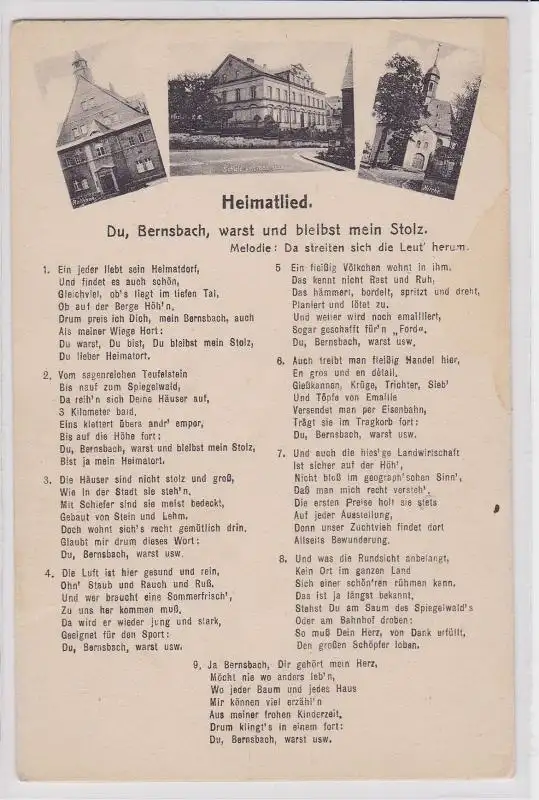 Rathaus
Schule
Kirche
Heimatlied.
Du, Bernsbach, warst und bleibst mein Stolz.
Melodie: Da streiten sich die Leut' herum.
1. Ein jeder liebt sein Heimatdorf,
Und findet es auch schön,
Gleichviel, ob's liegt im tiefen Tal,
Ob auf der Berge Höh'n,
Drum preis ich Dich, mein Bernsbach, auch
Als meiner Wiege Hort:
Du warst, Du bist, Du bleibst mein Stolz,
Du lieber Heimatort.
2. Vom sagenreichen Teufelstein
Bis nauf zum Spiegelwald,
Da reih'n sich Deine Häuser auf,
3 Kilometer bald,
Eins klettert übers andr' empor,
Bis auf die Höhe fort:
Du, Bernsbach, warst und bleibst mein Stolz,
Bist ja mein Heimatort.
3. Die Häuser sind nicht stolz und groß,
Wie in der Stadt sie steh'n.
Mit Schiefer sind sie meist bedeckt,
Gebaut von Stein und Lehm.
Doch wohnt sich's recht gemütlich drin.
Glaubt mir drum dieses Wort:
Du, Bernsbach, warst usw.
4. Die Luft ist hier gesund und rein,
Ohn' Staub und Rauch und Ruß.
Und wer braucht eine Sommerfrisch',
Zu uns her kommen muß.
Da wird er wieder jung und stark,
Geeignet für den Sport:
Du, Bernsbach, warst usw.
5 Ein fleißig Völkchen wohnt in ihm,
Das kennt nicht Rast und Ruh,
Das hämmert, bordelt, spritzt und dreht,
Planiert und lötet zu.
Und weiter wird noch emailliert,
Sogar geschafft für'n „Ford".
Du, Bernsbach, warst usw.
6. Auch treibt man fleißig Handel hier,
En gros und en détail,
Gießkannen, Krüge, Trichter, Sieb'
Und Töpfe von Emaille
Versendet man per Eisenbahn,
Trägt sie im Tragkorb fort:
Du, Bernsbach, warst usw.
7. Und auch die hies'ge Landwirtschaft
Ist sicher auf der Höh',
Nicht bloß im geograph'schen Sinn',
Daß man mich recht versteh'.
Die ersten Preise holt sie stets
Auf jeder Ausstellung,
Denn unser Zuchtvieh findet dort
Allseits Bewunderung.
8. Und was die Rundsicht anbelangt,
Kein Ort im ganzen Land
Sich einer schön'ren rühmen kann,
Das ist ja längst bekannt,
Stehst Du am Saum des Spiegelwald's
Oder am Bahnhof droben:
So muß Dein Herz, von Dank erfüllt,
Den großen Schöpfer loben.
9. Ja Bernsbach, Dir gehört mein Herz,
Möcht nie wo anders leb'n,
Wo jeder Baum und jedes Haus
Mir können viel erzähl'n
Aus meiner frohen Kinderzeit.
Drum klingt's in einem fort:
Du, Bernsbach, warst usw.